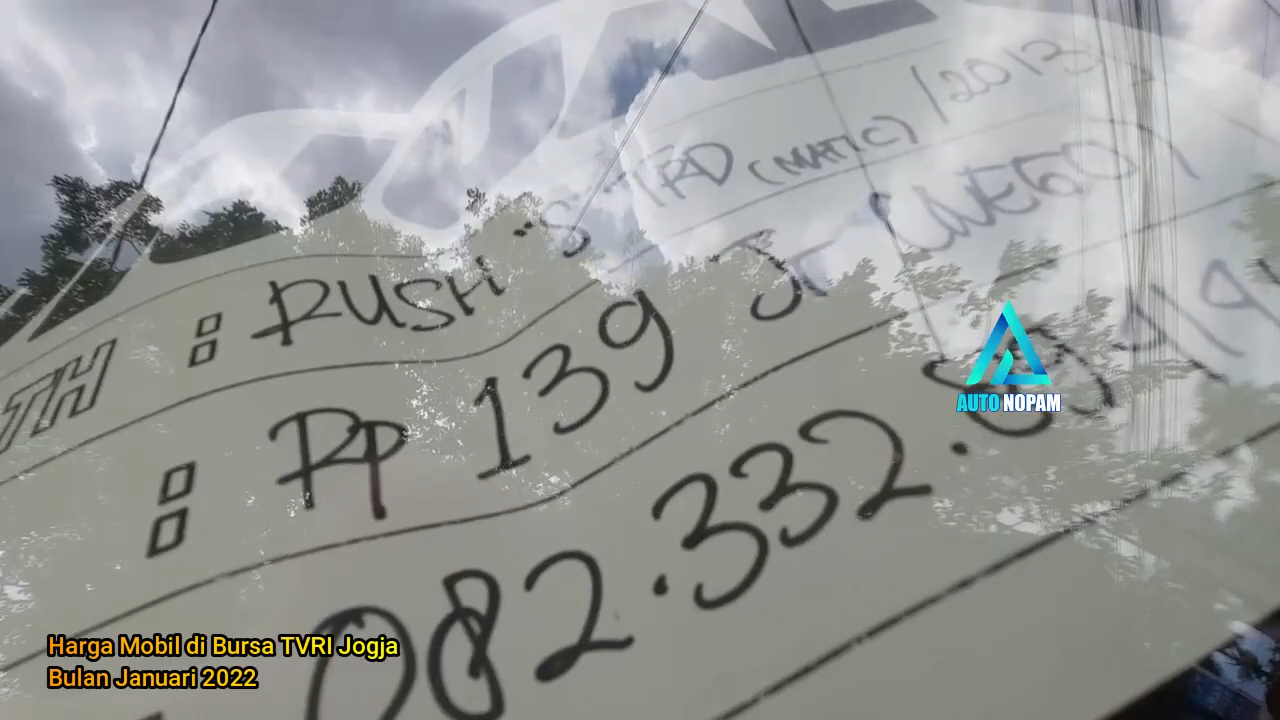 TH : RUSH "S" TRD (MATIC) / 2013
: Rp 139 Jt (NEGO)
082.332.
AUTO NOPAM
Harga Mobil di Bursa TVRI Jogja
Bulan Januari 2022